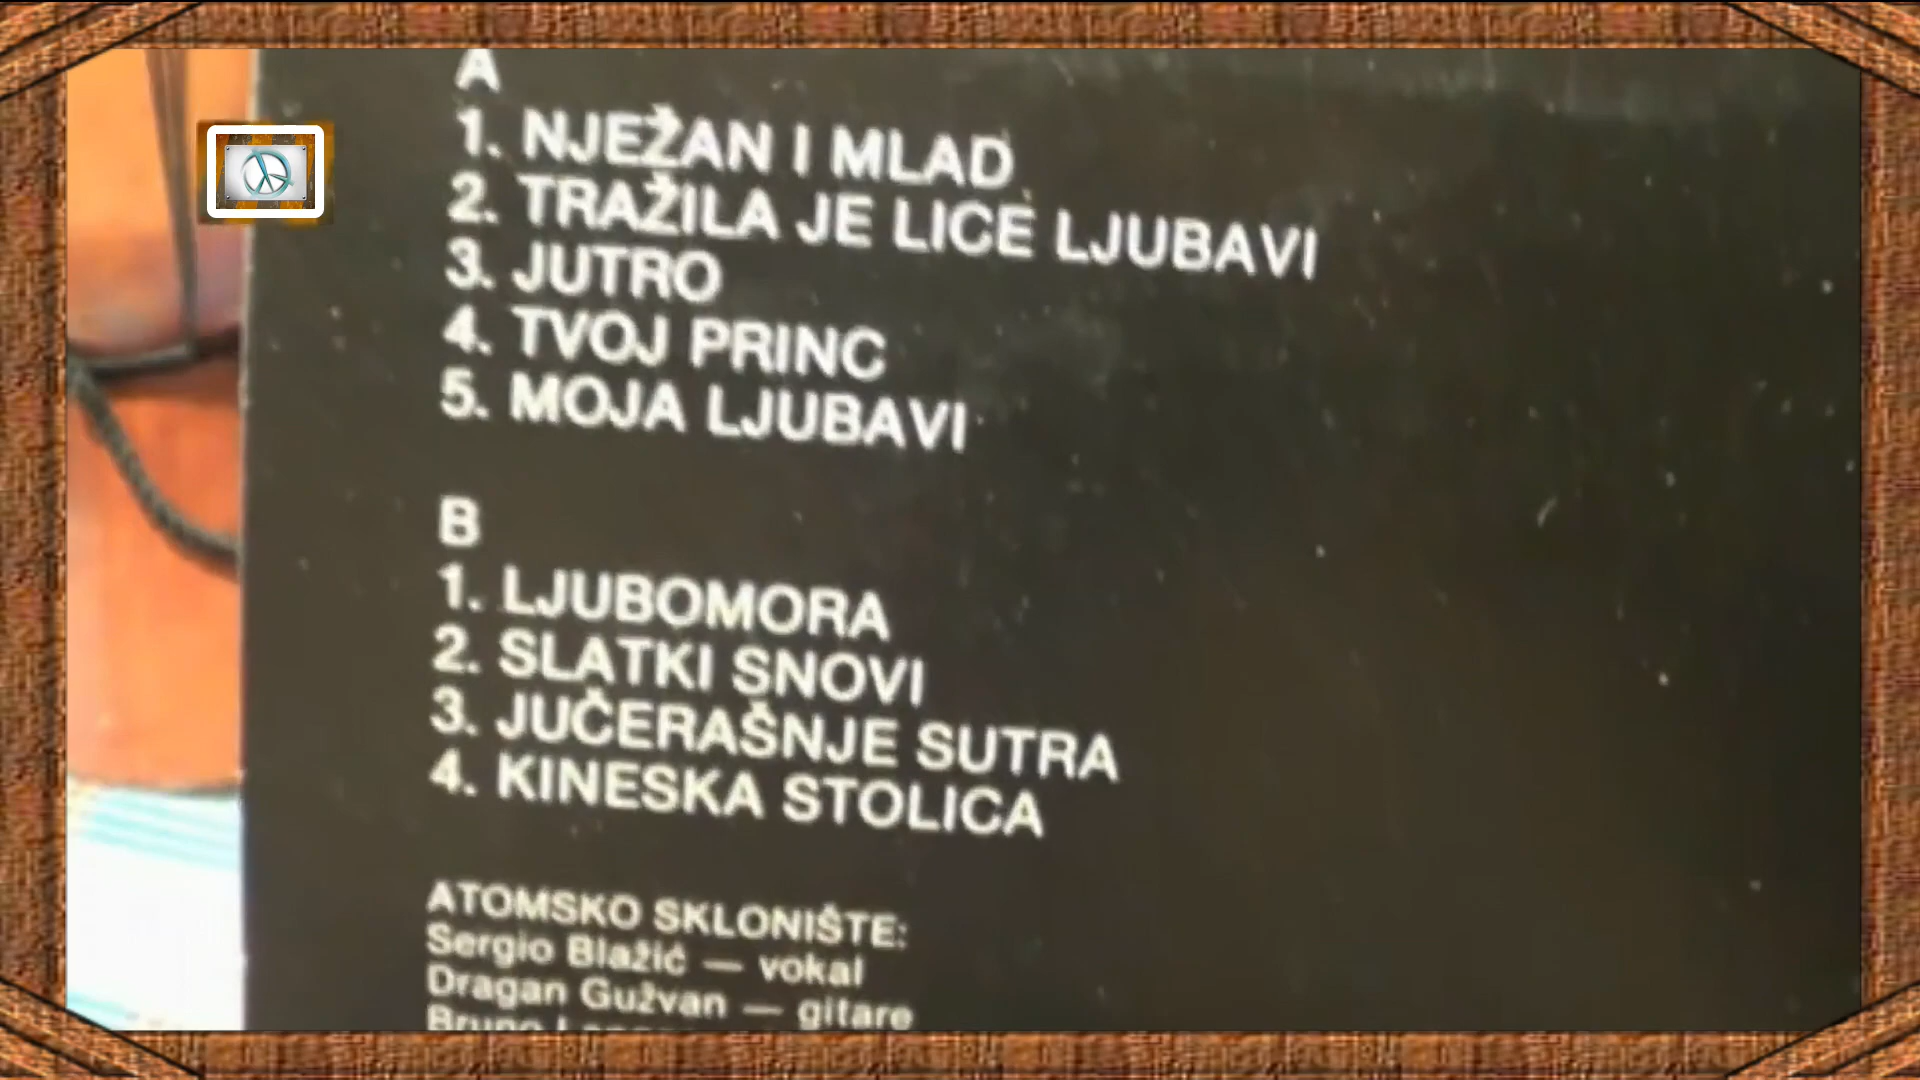 A
1. NJEŽAN I MLAD
2. TRAŽILA JE LICE LJUBAVI
3. JUTRO
4. TVOJ PRINC
5. MOJA LJUBAVI
B
1. LJUBOMORA
2. SLATKI SNOVI
3. JUČERAŠNJE SUTRA
4. KINESKA STOLICA
ATOMSKO SKLONIŠTE:
Sergio Blažić — vokal
Dragan Gužvan — gitare
Bruno